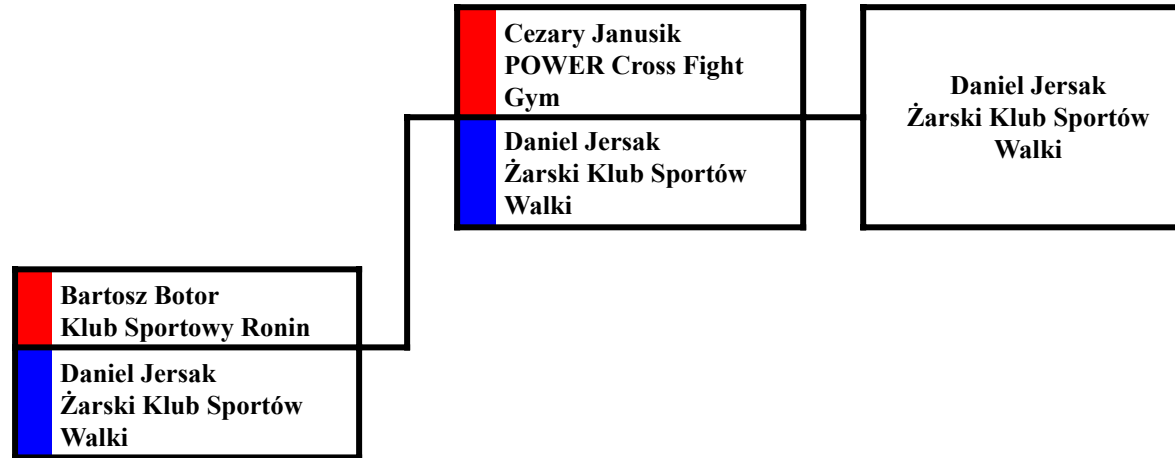 Cezary Janusik
POWER Cross Fight
Gym
Daniel Jersak
Żarski Klub Sportów
Walki
Daniel Jersak
Żarski Klub Sportów
Walki
Bartosz Botor
Klub Sportowy Ronin
Daniel Jersak
Żarski Klub Sportów
Walki